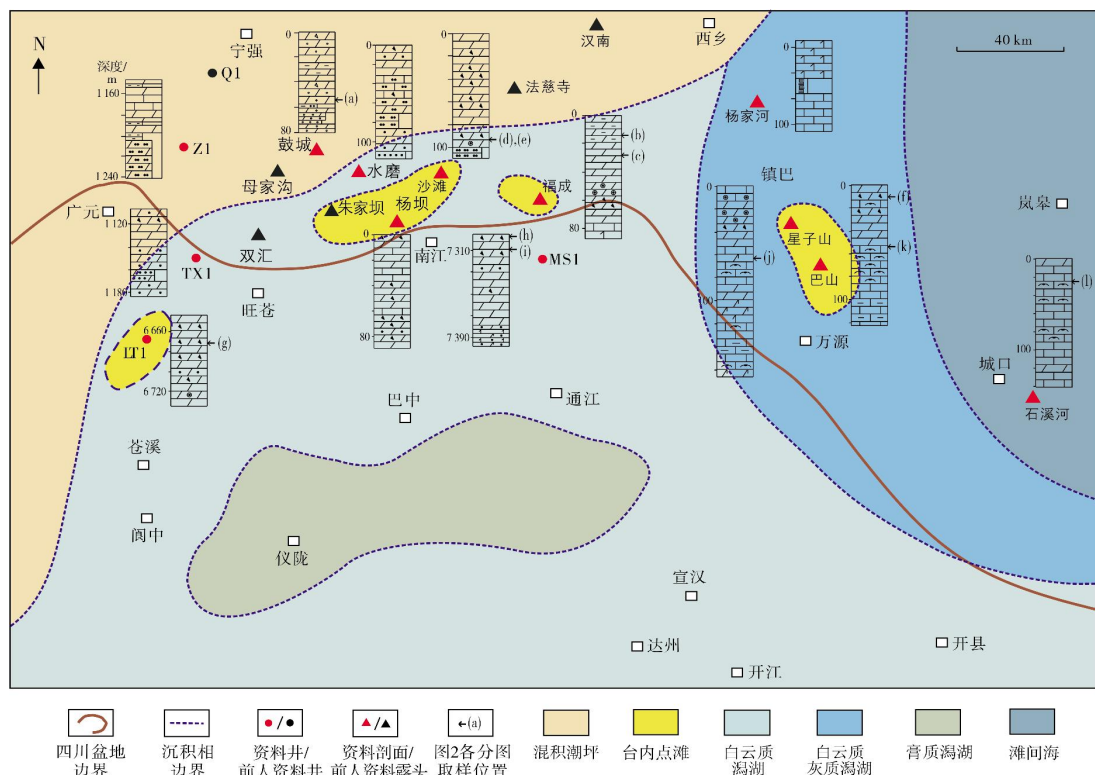 N
宁强
汉南
西乡
40 km
深度/
m
1 160
1 240
Q1
Z1
0
80
(a)
鼓城
母家沟
0
100
水磨
0
100
(d),(e)
法慈寺
沙滩
朱家坝
杨坝
福成
0
80
(b)
(c)
杨家河
0
100
镇巴
岚皋
广元
1 120
1 180
TX1
双汇
旺苍
南江
0
80
7 310
7 390
(h)
(i)
MS1
0
100
(j)
星子山
巴山
0
100
(f)
(k)
万源
0
100
(l)
城口
石溪河
LT1
6 660
6 720
(g)
巴中
通江
苍溪
阆中
仪陇
宣汉
达州
开江
开县
四川盆地
边界
沉积相
边界
资料井/
前人资料井
资料剖面/
前人资料露头
(a)
图2各分图
取样位置
混积潮坪
台内点滩
白云质
潟湖
白云质
灰质潟湖
膏质潟湖
滩间海